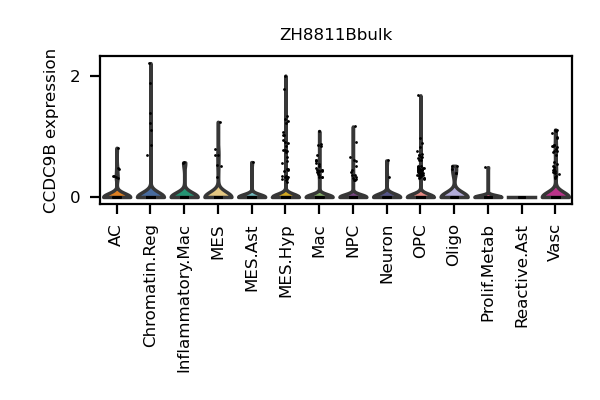 ZH8811Bbulk
CCDC9B expression
2
0
AC
Chromatin.Reg
Inflammatory.Mac
MES
MES.Ast
MES.Hyp
Mac
NPC
Neuron
OPC
Oligo
Prolif.Metab
Reactive.Ast
Vasc